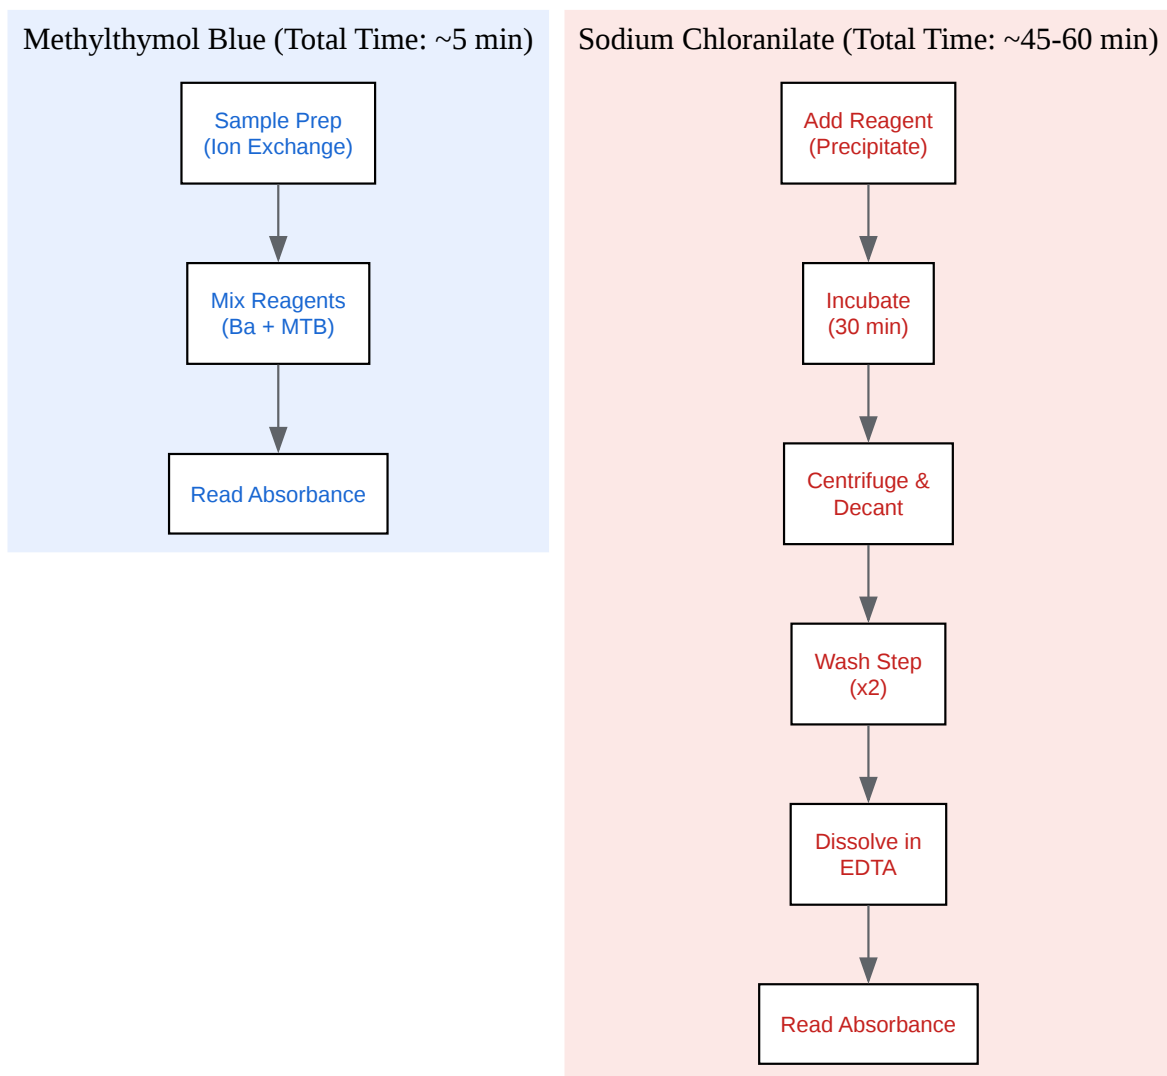 Methylthymol Blue (Total Time: ~5 min)
Sample Prep
(Ion Exchange)
Mix Reagents
(Ba + MTB)
Read Absorbance
Sodium Chloranilate (Total Time: ~45-60 min)
Add Reagent
(Precipitate)
Incubate
(30 min)
Centrifuge &
Decant
Wash Step
(x2)
Dissolve in
EDTA
Read Absorbance